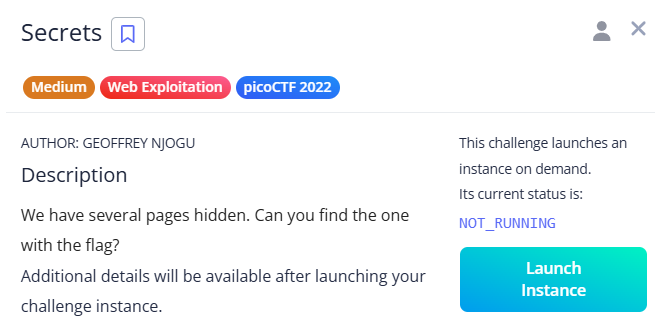 Secrets
Medium Web Exploitation picoCTF 2022
AUTHOR: GEOFFREY NJOGU
Description
We have several pages hidden. Can you find the one
with the flag?
Additional details will be available after launching your
challenge instance.
This challenge launches an
instance on demand.
Its current status is:
NOT_RUNNING
Launch
Instance